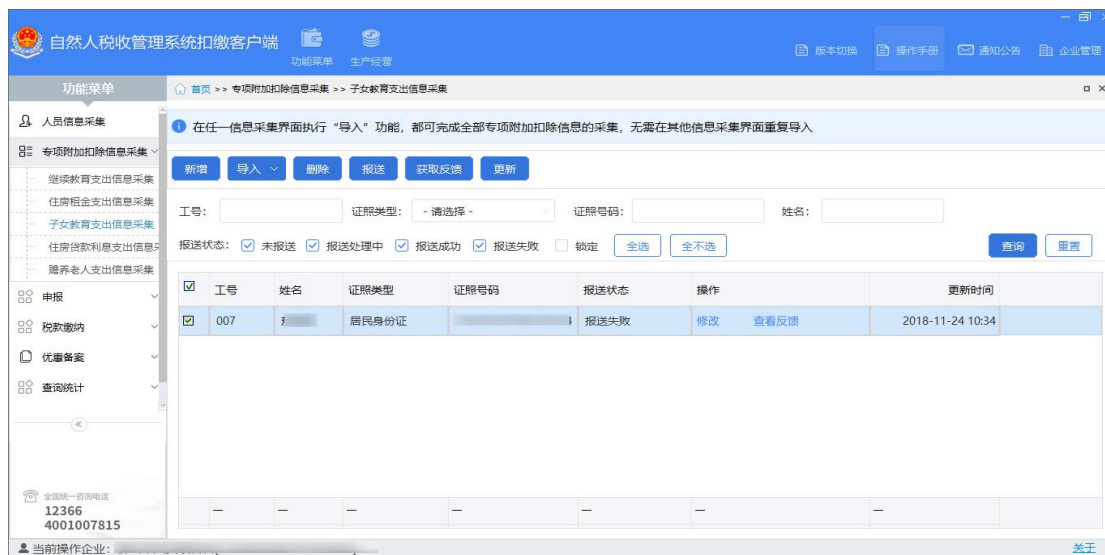 自然人税收管理系统扣缴客户端
功能菜单 生产经营
版本切换 操作手册 通知公告 企业管理
功能菜单
首页 >> 专项附加扣除信息采集 >> 子女教育支出信息采集
人员信息采集
专项附加扣除信息采集
继续教育支出信息采集
住房租金支出信息采集
子女教育支出信息采集
住房贷款利息支出信息
赡养老人支出信息采集
申报
税款缴纳
优惠备案
查询统计
全国统一咨询电话
12366
4001007815
在任一信息采集界面执行“导入”功能，都可完成全部专项附加扣除信息的采集，无需在其他信息采集界面重复导入
新增 导入 删除 报送 获取反馈 更新
工号： 证照类型： - 请选择 - 证照号码： 姓名：
报送状态： 未报送 报送处理中 报送成功 报送失败 锁定 全选 全不选 查询 重置
工号 姓名 证照类型 证照号码 报送状态 操作 更新时间
007 居民身份证 4 报送失败 修改 查看反馈 2018-11-24 10:34
— — — — — — —
当前操作企业： 关于